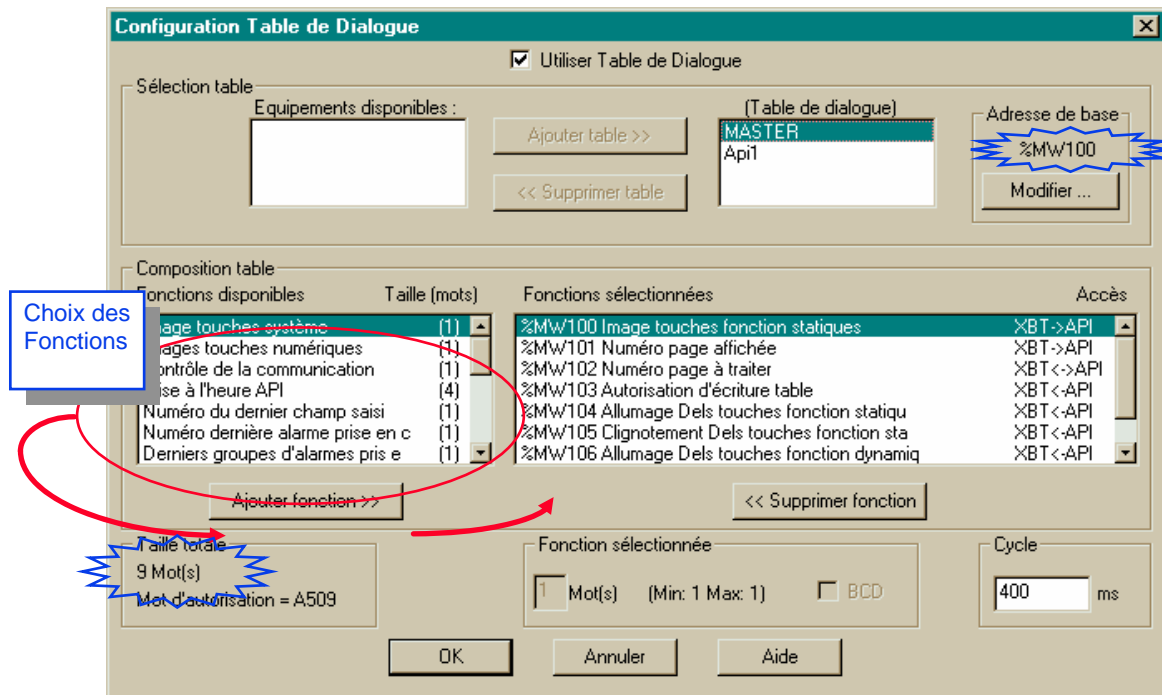 Configuration Table de Dialogue
Utiliser Table de Dialogue
Sélection table
Equipements disponibles :
Ajouter table >>
<< Supprimer table
(Table de dialogue)
MASTER
Api1
Adresse de base
%MW100
Modifier ...
Composition table
Fonctions disponibles Taille (mots)
Image touches système (1)
Images touches numériques (1)
Contrôle de la communication (1)
Mise à l'heure API (4)
Numéro du dernier champ saisi (1)
Numéro dernière alarme prise en c (1)
Derniers groupes d'alarmes pris e (1)
Choix des
Fonctions
Ajouter fonction >>
Fonctions sélectionnées Accès
%MW100 Image touches fonction statiques XBT->API
%MW101 Numéro page affichée XBT->API
%MW102 Numéro page à traiter XBT<->API
%MW103 Autorisation d'écriture table XBT<-API
%MW104 Allumage Dels touches fonction statiqu XBT<-API
%MW105 Clignotement Dels touches fonction sta XBT<-API
%MW106 Allumage Dels touches fonction dynamiq XBT<-API
<< Supprimer fonction
Taille totale
9 Mot(s)
Mot d'autorisation = A509
Fonction sélectionnée
1 Mot(s) (Min: 1 Max: 1) BCD
Cycle
400 ms
OK
Annuler
Aide